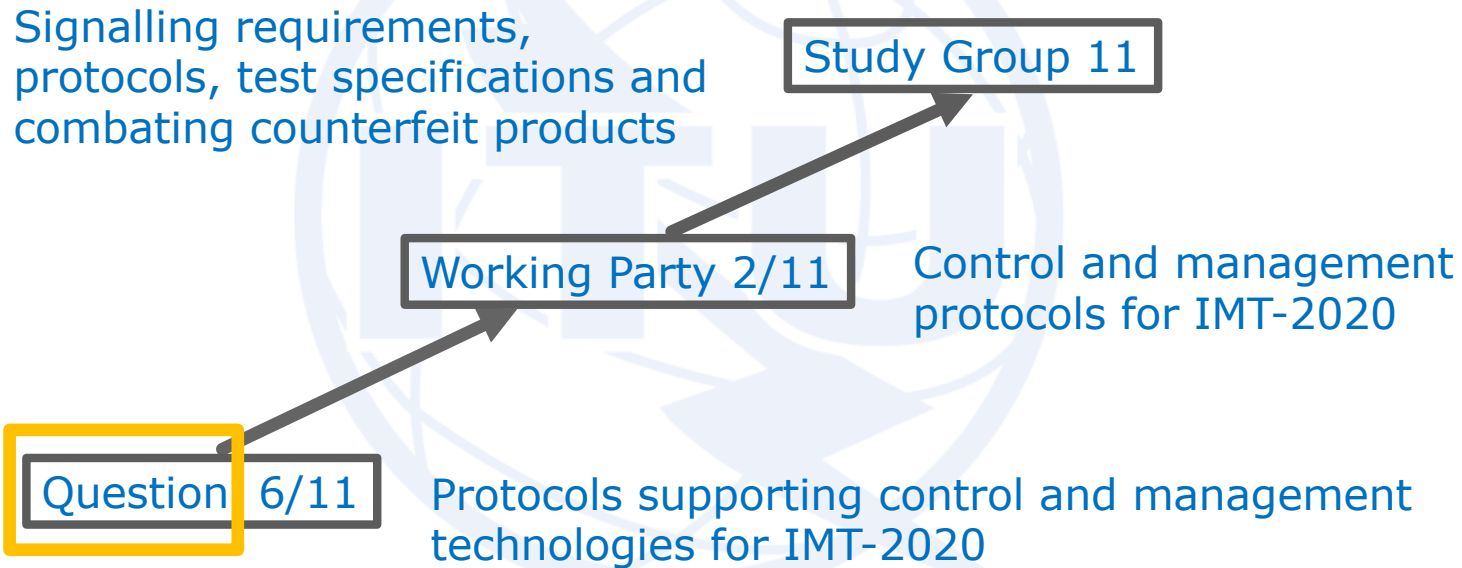 Signalling requirements,
protocols, test specifications and
combating counterfeit products
Study Group 11
Working Party 2/11
Control and management
protocols for IMT-2020
Question 6/11
Protocols supporting control and management
technologies for IMT-2020
ITU